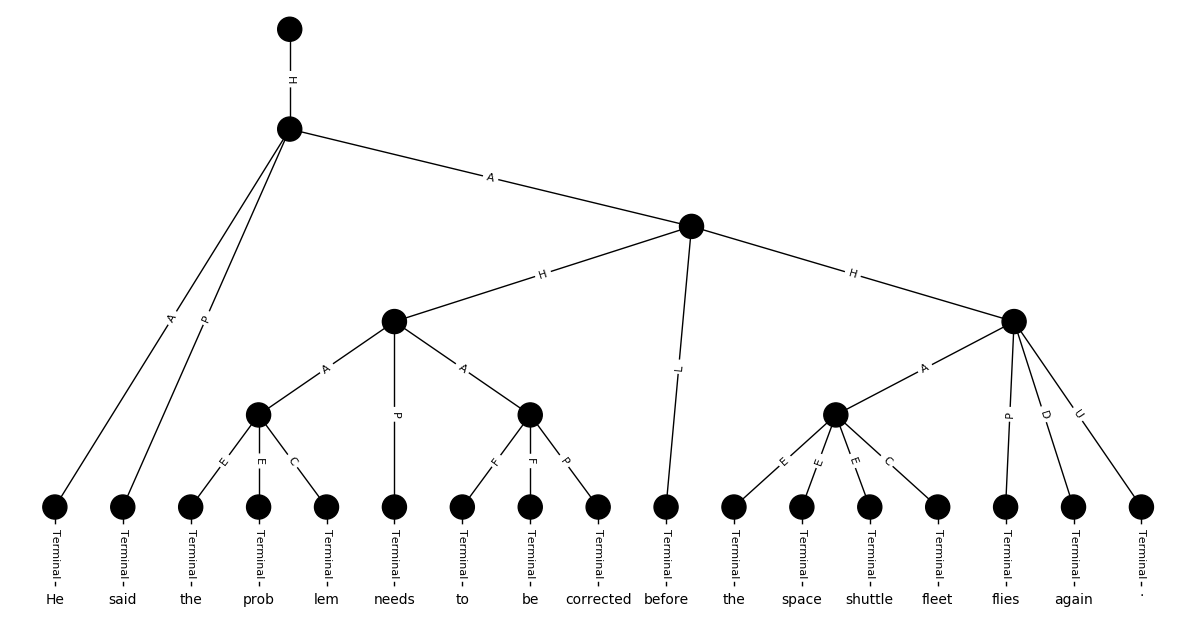 H
A
A
P
H
H
L
A
P
A
A
P
D
U
E
E
C
F
F
P
E
E
E
C
Terminal Terminal Terminal Terminal Terminal Terminal Terminal Terminal Terminal Terminal Terminal Terminal Terminal Terminal Terminal Terminal Terminal
He said the prob lem needs to be corrected before the space shuttle fleet flies again .